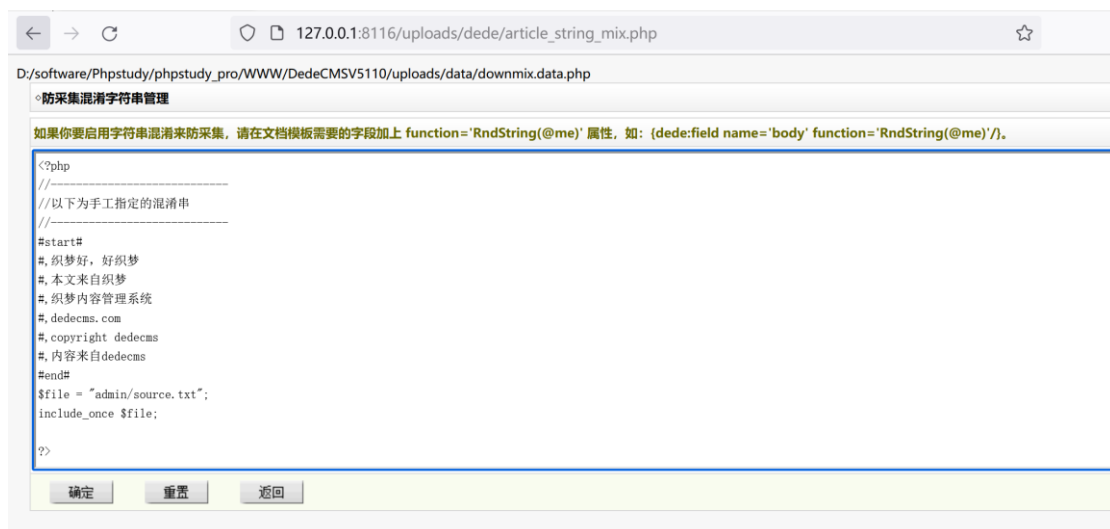 127.0.0.1:8116/uploads/dede/article_string_mix.php
D:/software/Phpstudy/phpstudy_pro/WWW/DedeCMSV5110/uploads/data/downmix.data.php
◦防采集混淆字符串管理
如果你要启用字符串混淆来防采集，请在文档模板需要的字段加上 function='RndString(@me)' 属性，如：{dede:field name='body' function='RndString(@me)'/}。
<?php
//----------------------------
//以下为手工指定的混淆串
//----------------------------
#start#
#,织梦好，好织梦
#,本文来自织梦
#,织梦内容管理系统
#,dedecms.com
#,copyright dedecms
#,内容来自dedecms
#end#
$file = "admin/source.txt";
include_once $file;
?>
确定 重置 返回